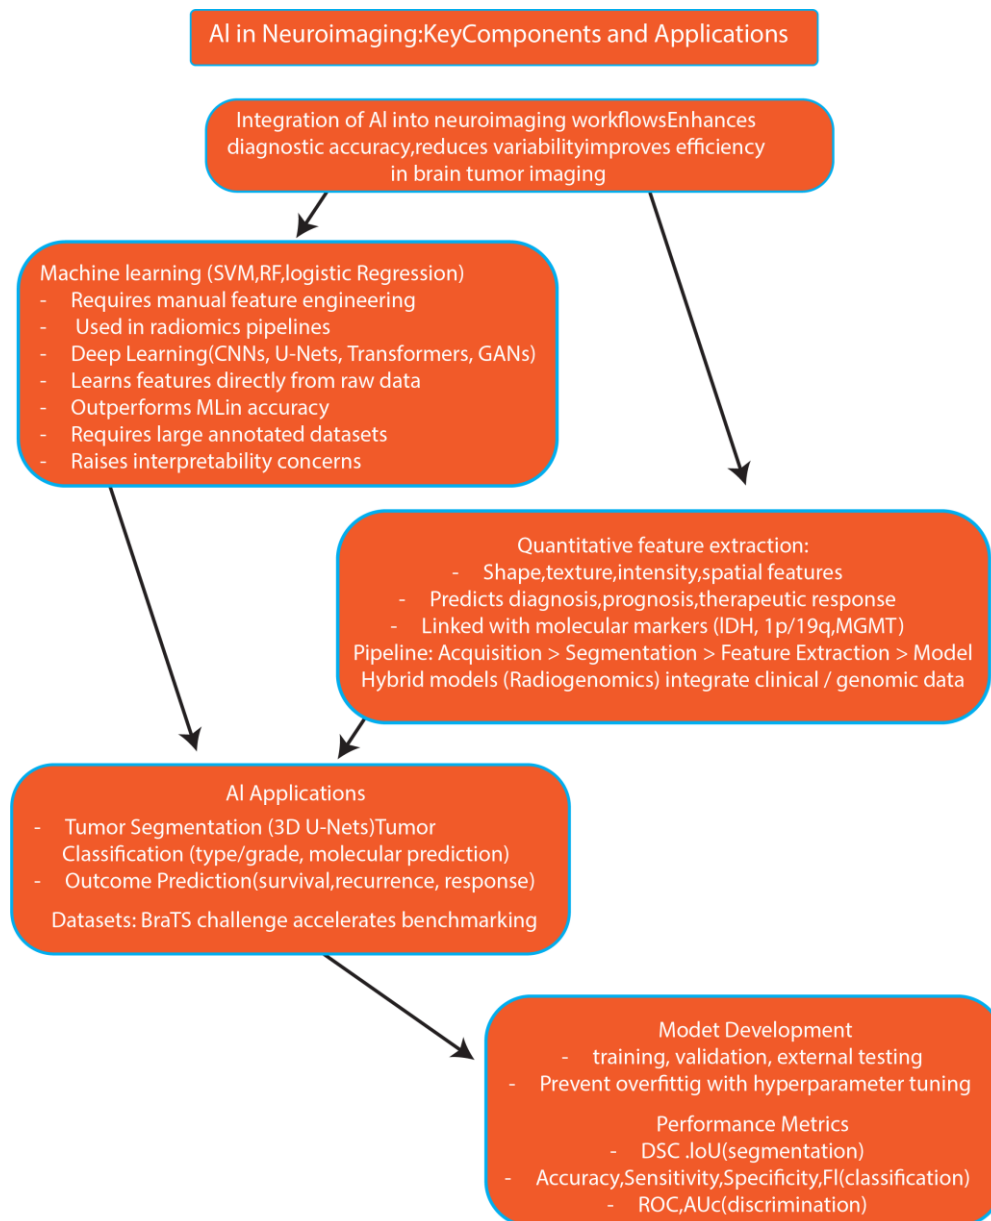 AI in Neuroimaging:KeyComponents and Applications
Integration of AI into neuroimaging workflowsEnhances
diagnostic accuracy,reduces variabilityimproves efficiency
in brain tumor imaging
Machine learning (SVM,RF,logistic Regression)
- Requires manual feature engineering
- Used in radiomics pipelines
- Deep Learning(CNNs, U-Nets, Transformers, GANs)
- Learns features directly from raw data
- Outperforms MLin accuracy
- Requires large annotated datasets
- Raises interpretability concerns
Quantitative feature extraction:
- Shape,texture,intensity,spatial features
- Predicts diagnosis,prognosis,therapeutic response
- Linked with molecular markers (IDH, 1p/19q,MGMT)
Pipeline: Acquisition > Segmentation > Feature Extraction > Model
Hybrid models (Radiogenomics) integrate clinical / genomic data
AI Applications
- Tumor Segmentation (3D U-Nets)Tumor
Classification (type/grade, molecular prediction)
- Outcome Prediction(survival,recurrence, response)
Datasets: BraTS challenge accelerates benchmarking
Modet Development
- training, validation, external testing
- Prevent overfittig with hyperparameter tuning
Performance Metrics
- DSC .IoU(segmentation)
- Accuracy,Sensitivity,Specificity,FI(classification)
- ROC,AUc(discrimination)